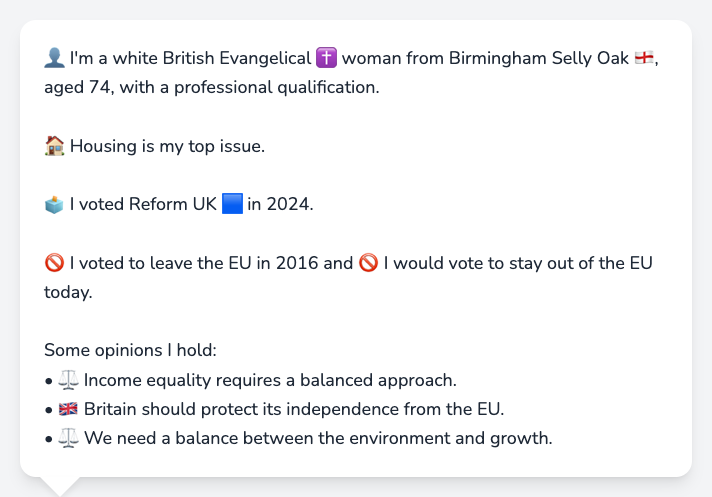 👤 I'm a white British Evangelical ✝️ woman from Birmingham Selly Oak 🏴󠁧󠁢󠁥󠁮󠁧󠁿,
aged 74, with a professional qualification.
🏠 Housing is my top issue.
🗳️ I voted Reform UK 🟦 in 2024.
🚫 I voted to leave the EU in 2016 and 🚫 I would vote to stay out of the EU
today.
Some opinions I hold:
• ⚖️ Income equality requires a balanced approach.
• 🇬🇧 Britain should protect its independence from the EU.
• ⚖️ We need a balance between the environment and growth.